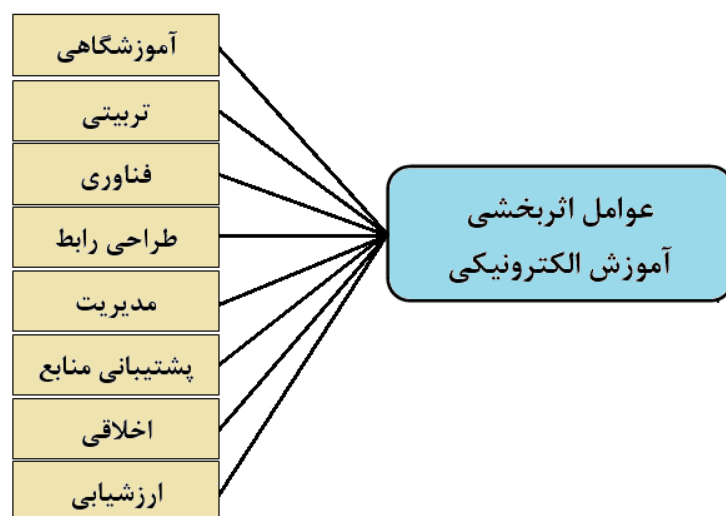 عوامل اثربخشی
آموزش الکترونیکی
آموزشگاهی
تربیتی
فناوری
طراحی رابط
مدیریت
پشتیبانی منابع
اخلاقی
ارزشیابی